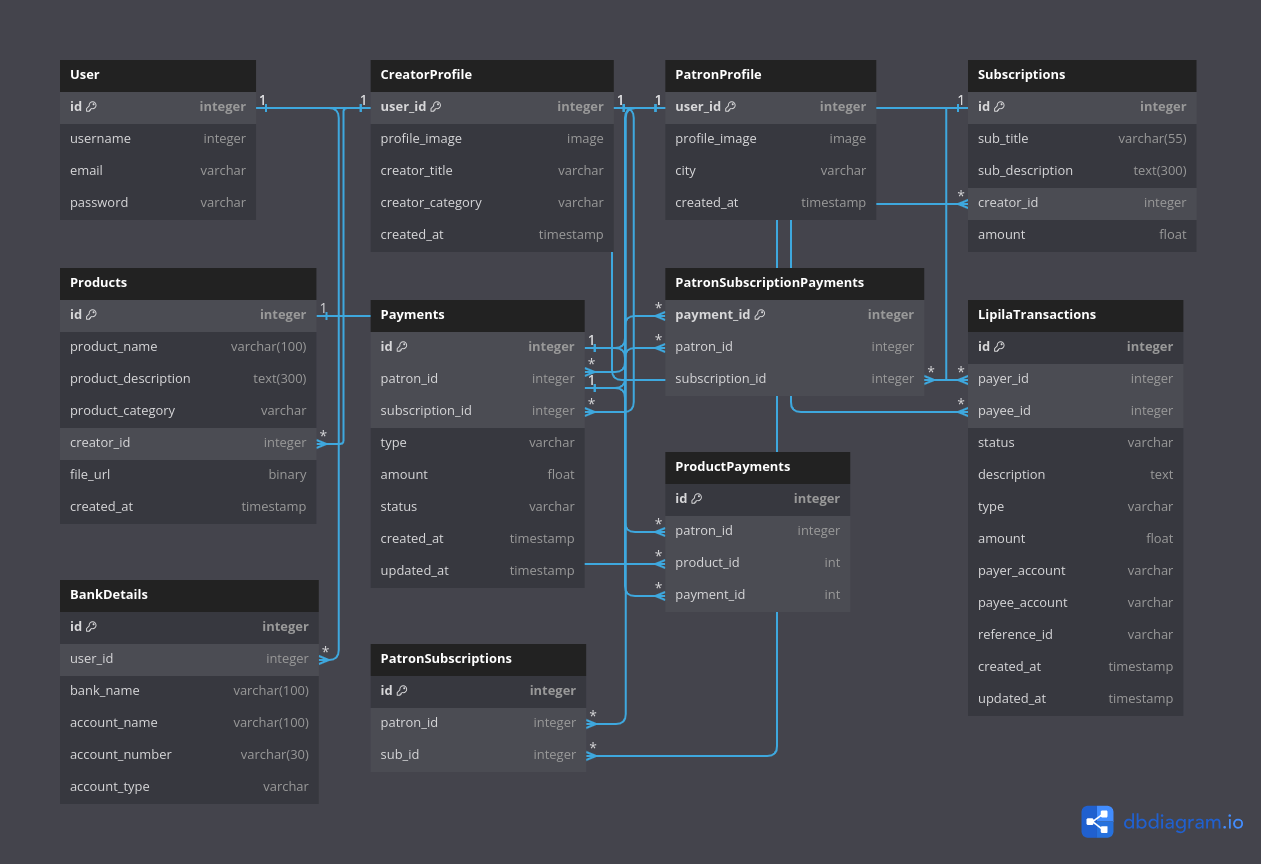 User
id integer
username integer
email varchar
password varchar
CreatorProfile
user_id integer
profile_image image
creator_title varchar
creator_category varchar
created_at timestamp
PatronProfile
user_id integer
profile_image image
city varchar
created_at timestamp
Subscriptions
id integer
sub_title varchar(55)
sub_description text(300)
creator_id integer
amount float
Products
id integer
product_name varchar(100)
product_description text(300)
product_category varchar
creator_id integer
file_url binary
created_at timestamp
Payments
id integer
patron_id integer
subscription_id integer
type varchar
amount float
status varchar
created_at timestamp
updated_at timestamp
PatronSubscriptionPayments
payment_id integer
patron_id integer
subscription_id integer
LipilaTransactions
id integer
payer_id integer
payee_id integer
status varchar
description text
type varchar
amount float
payer_account varchar
payee_account varchar
reference_id varchar
created_at timestamp
updated_at timestamp
ProductPayments
id integer
patron_id integer
product_id int
payment_id int
BankDetails
id integer
user_id integer
bank_name varchar(100)
account_name varchar(100)
account_number varchar(30)
account_type varchar
PatronSubscriptions
id integer
patron_id integer
sub_id integer
1
1
1
1
1
*
1
*
*
*
1
*
1
*
*
*
*
*
*
*
*
*
*
dbdiagram.io